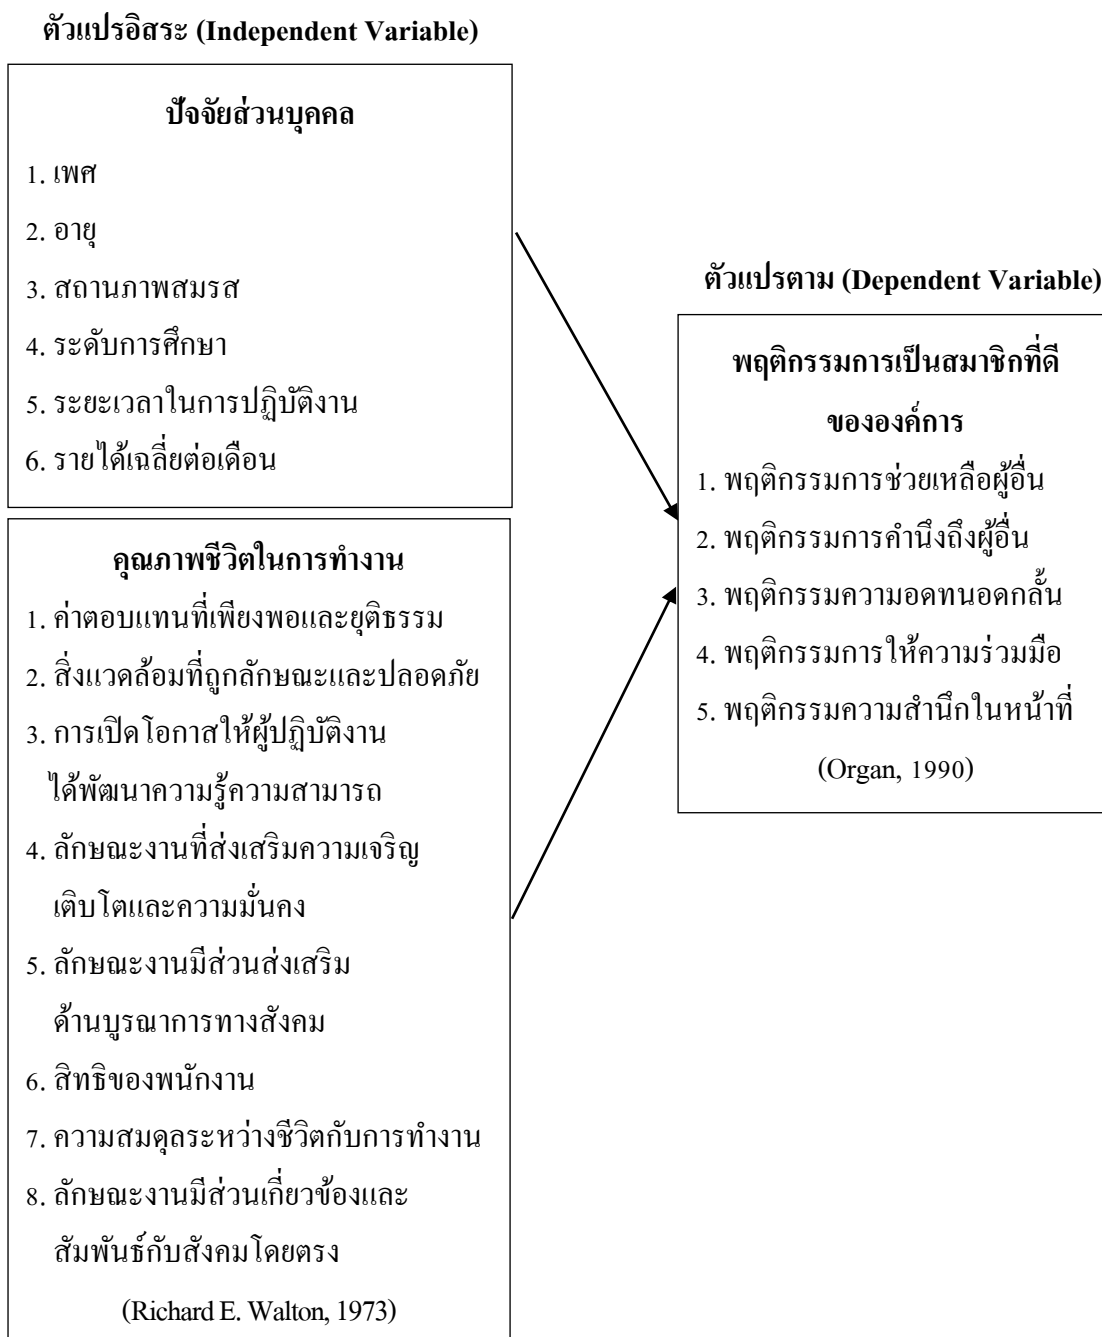 ตัวแปรอิสระ (Independent Variable)
ปัจจัยส่วนบุคคล
1. เพศ
2. อายุ
3. สถานภาพสมรส
4. ระดับการศึกษา
5. ระยะเวลาในการปฏิบัติงาน
6. รายได้เฉลี่ยต่อเดือน
คุณภาพชีวิตในการทำงาน
1. ค่าตอบแทนที่เพียงพอและยุติธรรม
2. สิ่งแวดล้อมที่ถูกลักษณะและปลอดภัย
3. การเปิดโอกาสให้ผู้ปฏิบัติงาน
ได้พัฒนาความรู้ความสามารถ
4. ลักษณะงานที่ส่งเสริมความเจริญ
เติบโตและความมั่นคง
5. ลักษณะงานมีส่วนส่งเสริม
ด้านบูรณาการทางสังคม
6. สิทธิของพนักงาน
7. ความสมดุลระหว่างชีวิตกับการทำงาน
8. ลักษณะงานมีส่วนเกี่ยวข้องและ
สัมพันธ์กับสังคมโดยตรง
(Richard E. Walton, 1973)
ตัวแปรตาม (Dependent Variable)
พฤติกรรมการเป็นสมาชิกที่ดี
ขององค์การ
1. พฤติกรรมการช่วยเหลือผู้อื่น
2. พฤติกรรมการคำนึงถึงผู้อื่น
3. พฤติกรรมความอดทนอดกลั้น
4. พฤติกรรมการให้ความร่วมมือ
5. พฤติกรรมความสำนึกในหน้าที่
(Organ, 1990)